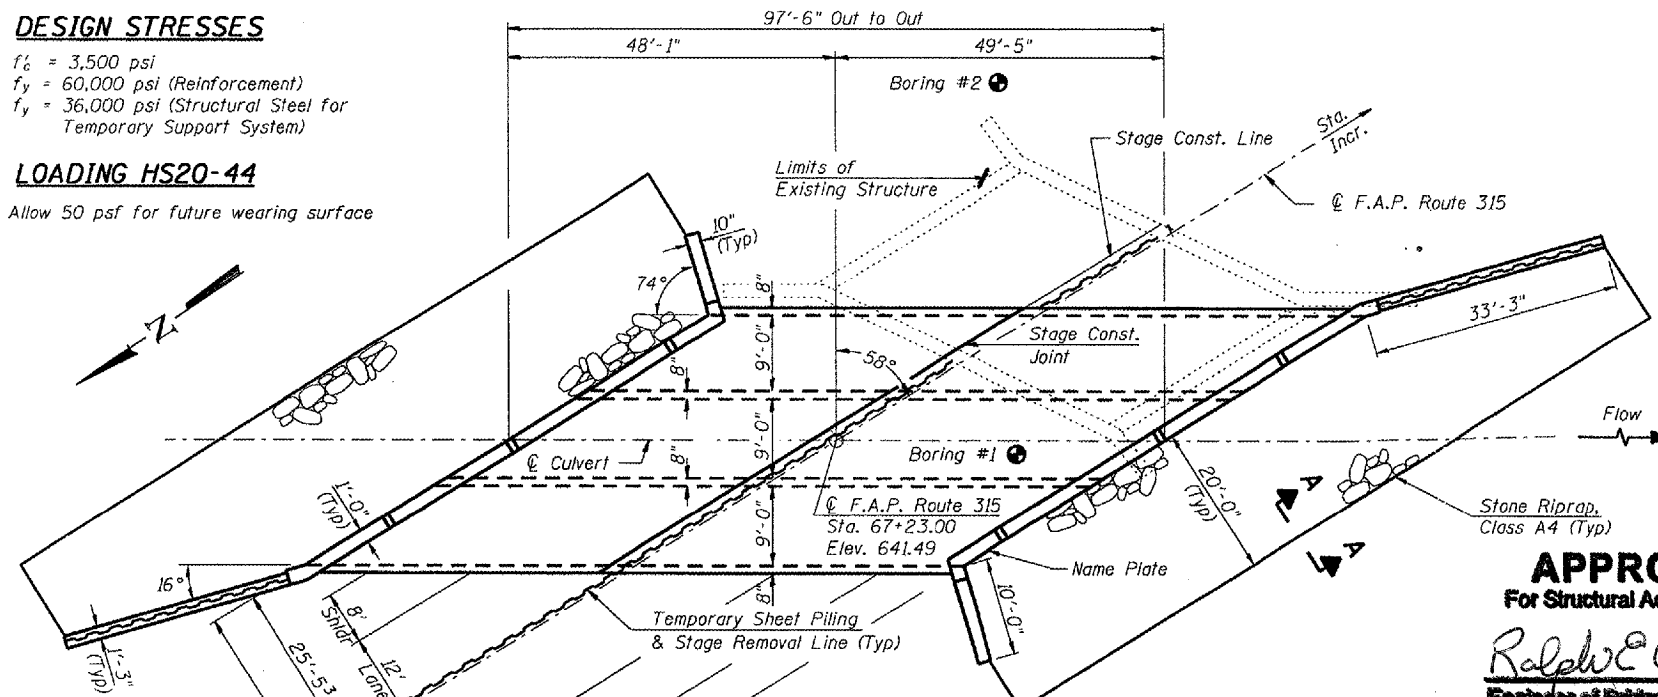 DESIGN STRESSES
f'c = 3,500 psi
fy = 60,000 psi (Reinforcement)
fy = 36,000 psi (Structural Steel for
Temporary Support System)
LOADING HS20-44
Allow 50 psf for future wearing surface
97'-6" Out to Out
48'-1"
49'-5"
Boring #2
Stage Const. Line
Sta.
Incr.
Limits of
Existing Structure
℄ F.A.P. Route 315
10"
(Typ)
74°
8"
N
33'-3"
Stage Const.
Joint
58°
9'-0"
8"
Flow
℄ Culvert
9'-0"
8"
Boring #1
1'-0"
(Typ)
℄ F.A.P. Route 315
Sta. 67+23.00
Elev. 641.49
9'-0"
20'-0"
(Typ)
A
A
Stone Riprap,
Class A4 (Typ)
Name Plate
16°
8"
10'-0"
8'
Shldr
12'
Lane
Temporary Sheet Piling
& Stage Removal Line (Typ)
1'-3"
(Typ)
25'-5
APPRO
For Structural Ad
Ralph E